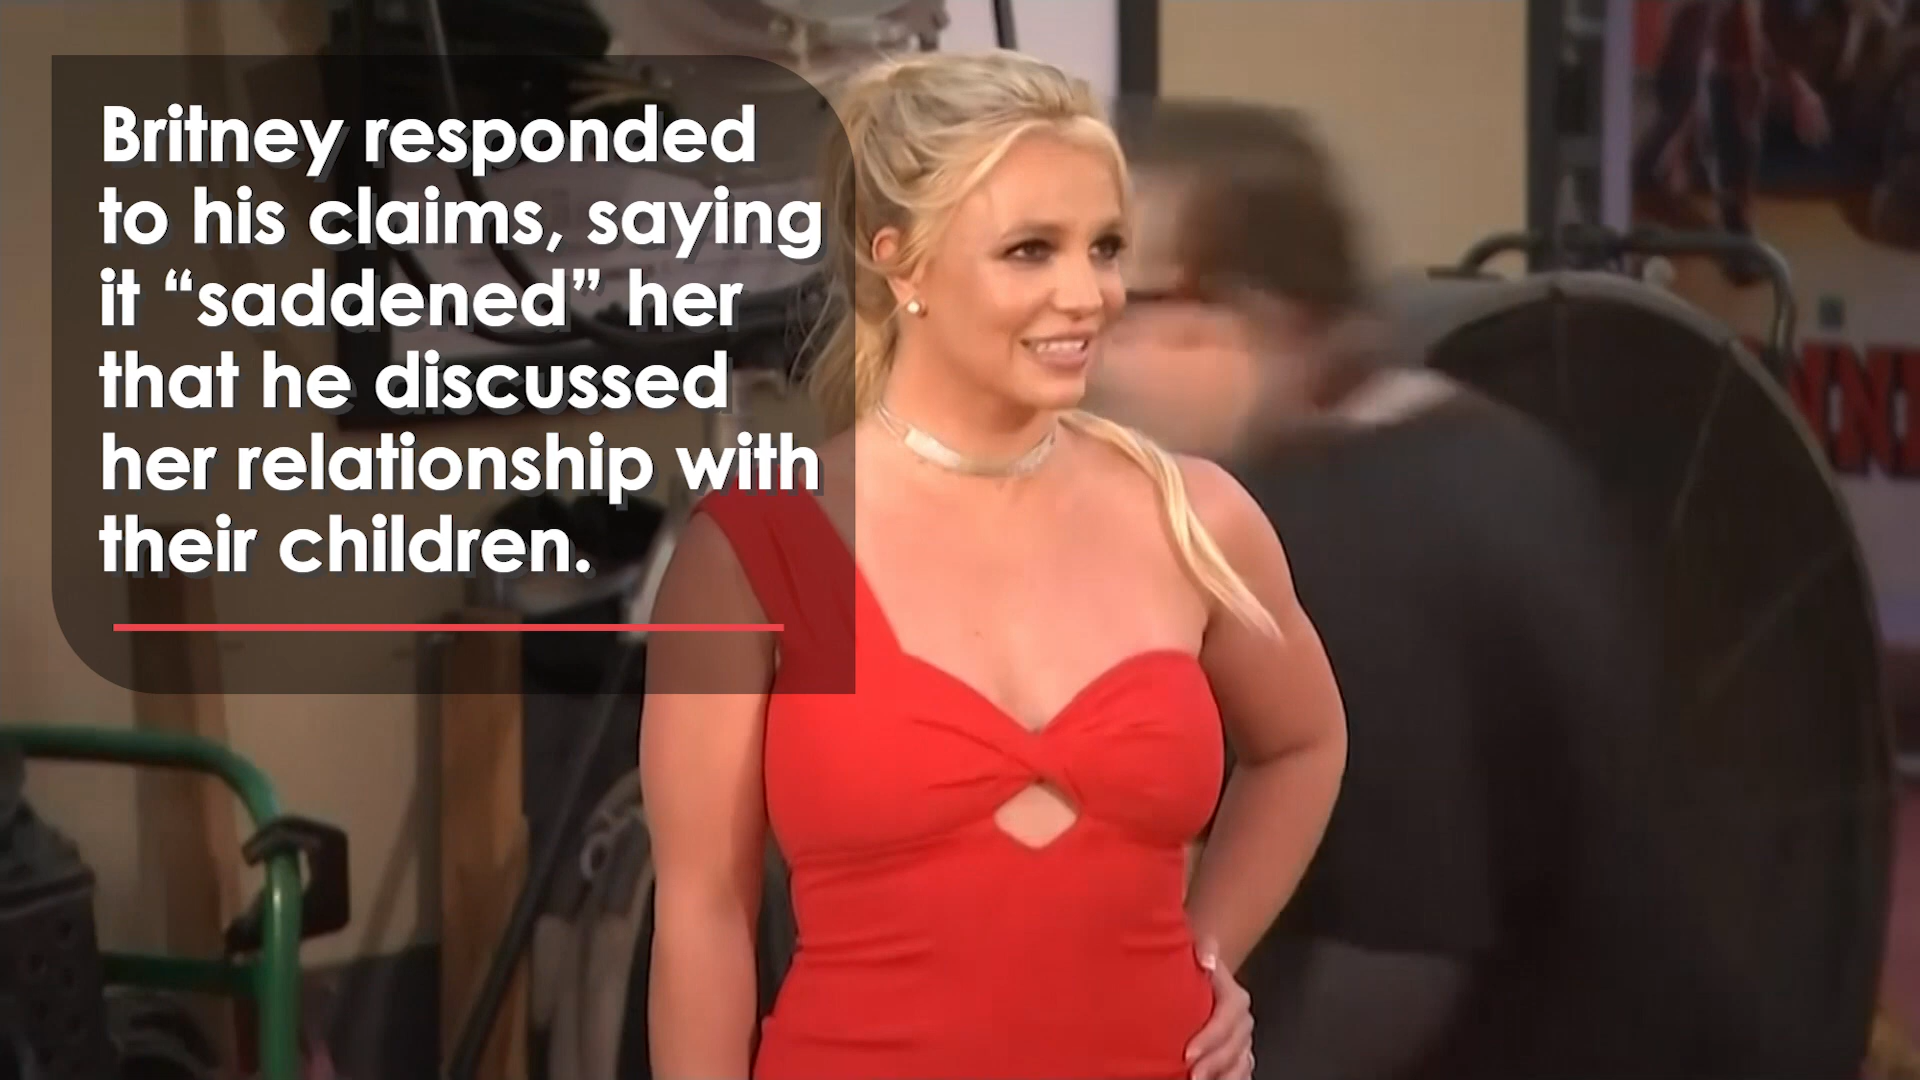 Britney responded
to his claims, saying
it “saddened” her
that he discussed
her relationship with
their children.